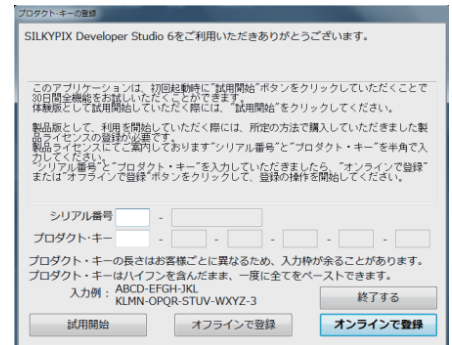 プロダクト・キーの登録
SILKYPIX Developer Studio 6をご利用いただきありがとうございます。
このアプリケーションは、初回起動時に"試用開始"ボタンをクリックしていただくことで
30日間全機能をお試しいただくことができます。
体験版として試用開始していただく際には、"試用開始"をクリックしてください。
製品版として、利用を開始していただく際には、所定の方法で購入していただきました製
品ライセンスの登録が必要です。
製品ライセンスにてご案内しております"シリアル番号"と"プロダクト・キー"を半角で入
力してください。
"シリアル番号"と"プロダクト・キー"を入力していただきましたら、"オンラインで登録"
または"オフラインで登録"ボタンをクリックして、登録の操作を開始してください。
シリアル番号 -
プロダクト・キー - - - - -
プロダクト・キーの長さはお客様ごとに異なるため、入力枠が余ることがあります。
プロダクト・キーはハイフンを含んだまま、一度に全てをペーストできます。
入力例： ABCD-EFGH-JKL
KLMN-OPQR-STUV-WXYZ-3
終了する
試用開始 オフラインで登録 オンラインで登録